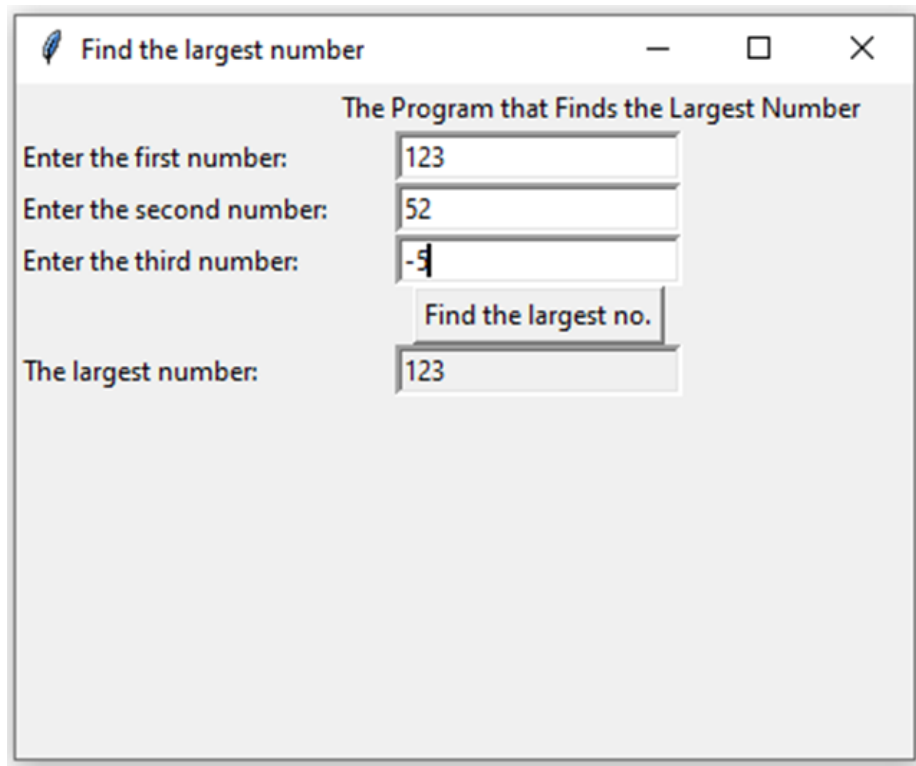 Find the largest number
The Program that Finds the Largest Number
Enter the first number: 123
Enter the second number: 52
Enter the third number: -5
Find the largest no.
The largest number: 123